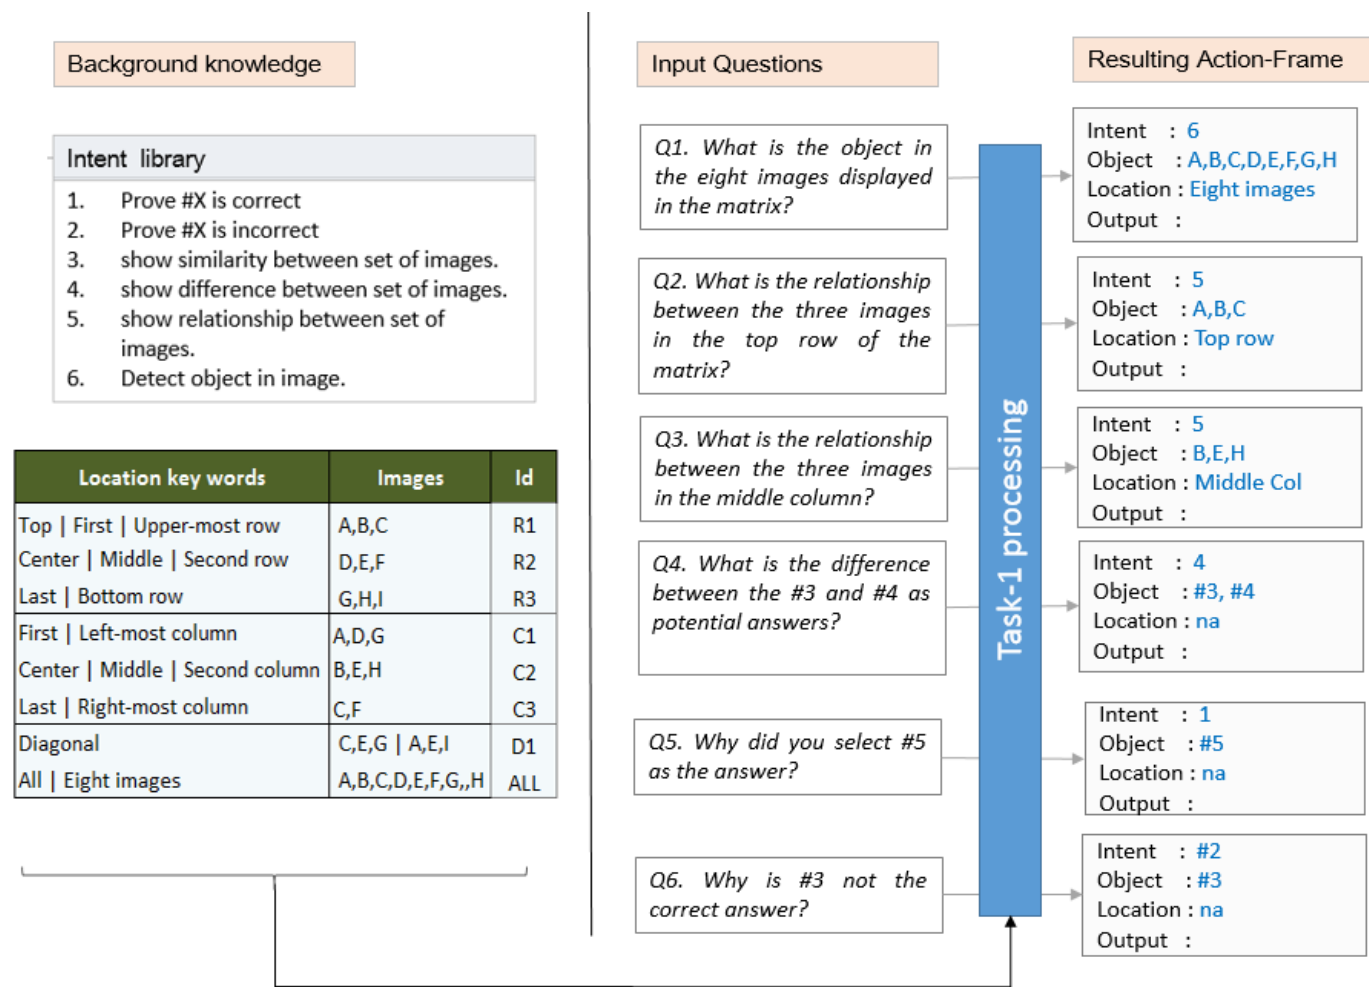 Background knowledge
Intent library
1. Prove #X is correct
2. Prove #X is incorrect
3. show similarity between set of images.
4. show difference between set of images.
5. show relationship between set of
images.
6. Detect object in image.
Location key words Images Id
Top | First | Upper-most row A,B,C R1
Center | Middle | Second row D,E,F R2
Last | Bottom row G,H,I R3
First | Left-most column A,D,G C1
Center | Middle | Second column B,E,H C2
Last | Right-most column C,F C3
Diagonal C,E,G | A,E,I D1
All | Eight images A,B,C,D,E,F,G,,H ALL
Input Questions
Q1. What is the object in
the eight images displayed
in the matrix?
Q2. What is the relationship
between the three images
in the top row of the
matrix?
Q3. What is the relationship
between the three images
in the middle column?
Q4. What is the difference
between the #3 and #4 as
potential answers?
Q5. Why did you select #5
as the answer?
Q6. Why is #3 not the
correct answer?
Task-1 processing
Resulting Action-Frame
Intent : 6
Object : A,B,C,D,E,F,G,H
Location : Eight images
Output :
Intent : 5
Object : A,B,C
Location : Top row
Output :
Intent : 5
Object : B,E,H
Location : Middle Col
Output :
Intent : 4
Object : #3, #4
Location : na
Output :
Intent : 1
Object : #5
Location : na
Output :
Intent : #2
Object : #3
Location : na
Output :